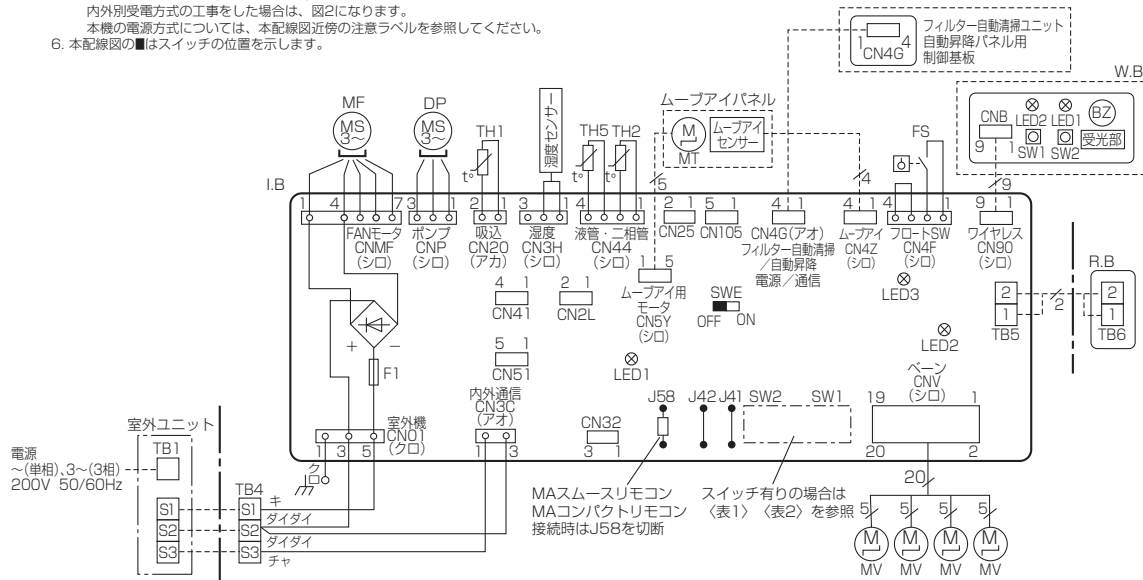 内外別受電方式の工事をした場合は、図2になります。
本機の電源方式については、本配線図近傍の注意ラベルを参照してください。
6. 本配線図の■はスイッチの位置を示します。
フィルター自動清掃ユニット
自動昇降パネル用
制御基板
1 4
CN4G
W.B
MF
DP
MS
3~
MS
3~
TH1
t°
湿度センサー
TH5 TH2
t° t°
ムーブアイパネル
M
MT
ムーブアイ
センサー
FS
CNB
9 1
LED2 LED1
BZ
SW1 SW2
受光部
5
4
9
I.B
1 4 7
FANモータ
CNMF
(シロ)
3 1
ポンプ
CNP
(シロ)
2 1
吸込
CN20
(アカ)
3 1
湿度
CN3H
(シロ)
4 1
液管・二相管
CN44
(シロ)
2 1
CN25
5 1
CN105
4 1
CN4G(アオ)
フィルター自動清掃
/自動昇降
電源/通信
4 1
ムーブアイ
CN4Z
(シロ)
4 1
フロートSW
CN4F
(シロ)
9 1
ワイヤレス
CN90
(シロ)
R.B
LED3
2
1
TB5
2
2
1
TB6
4 1
CN41
2 1
CN2L
1 5
ムーブアイ用
モータ
CN5Y
(シロ)
SWE
OFF ON
LED2
+ −
F1
5 1
CN51
LED1
内外通信
CN3C
(アオ)
1 3
室外機
CN01
(クロ)
1 3 5
CN32
3 1
J58 J42 J41
SW2 SW1
ベーン
CNV
(シロ)
19 1
20 2
室外ユニット
電源
~(単相)、3~(3相)
200V 50/60Hz
TB1
S1
S2
S3
TB4
S1
S2
S3
クロ
キ
ダイダイ
ダイダイ
チャ
MAスムースリモコン
MAコンパクトリモコン
接続時はJ58を切断
スイッチ有りの場合は
〈表1〉〈表2〉を参照
20
5 5 5 5
M M M M
MV MV MV MV